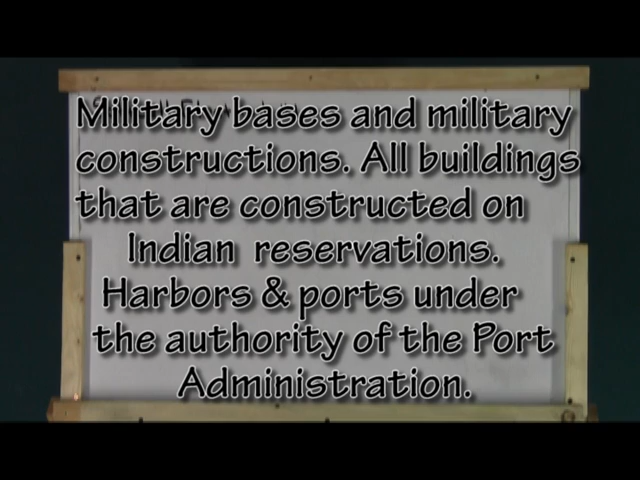 Military bases and military
constructions. All buildings
that are constructed on
Indian reservations.
Harbors & ports under
the authority of the Port
Administration.